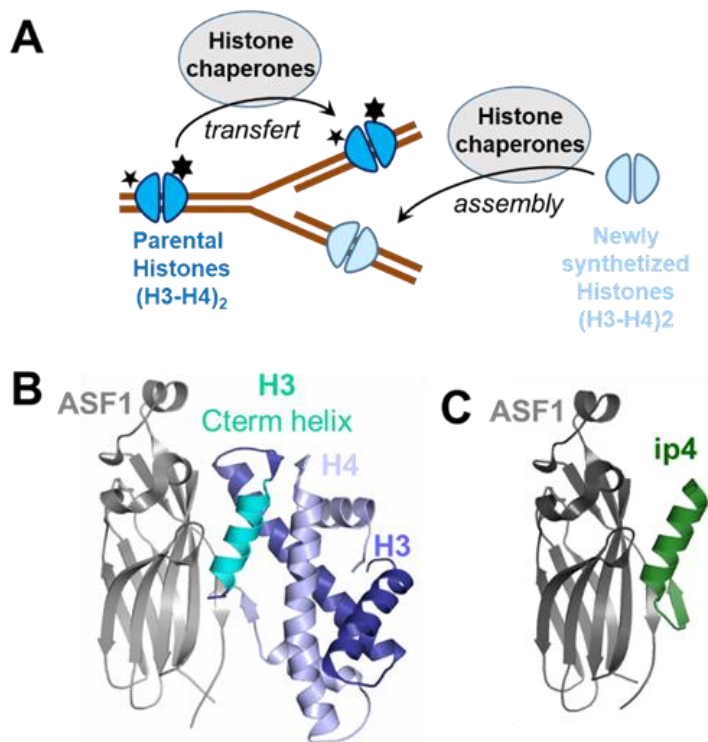 A
Histone
chaperones
transfert
Histone
chaperones
assembly
Parental
Histones
(H3-H4)2
Newly
synthetized
Histones
(H3-H4)2
B
ASF1
H3
Cterm helix
H4
H3
C
ASF1
ip4